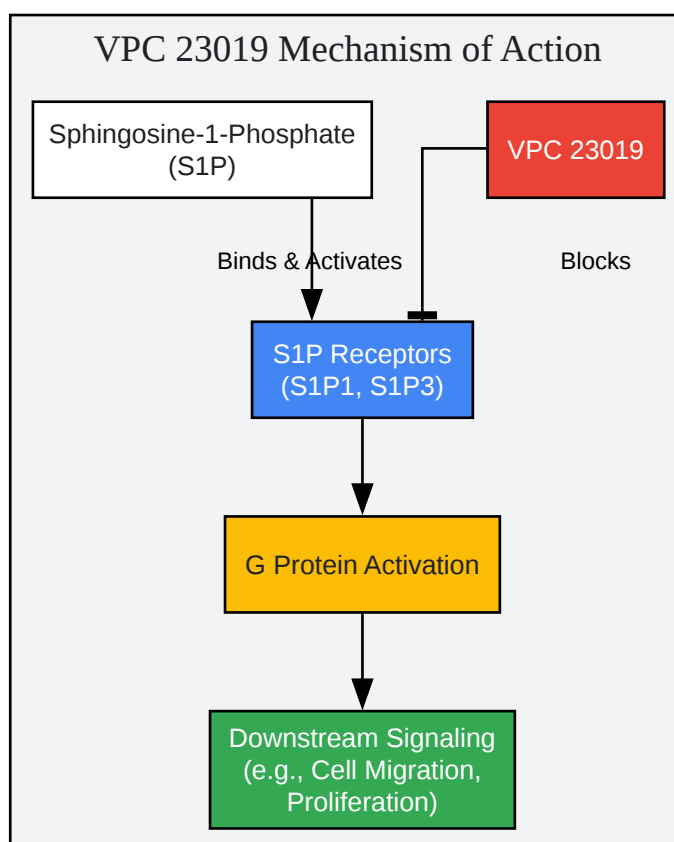 VPC 23019 Mechanism of Action
Sphingosine-1-Phosphate
(S1P)
VPC 23019
Binds & Activates
Blocks
S1P Receptors
(S1P1, S1P3)
G Protein Activation
Downstream Signaling
(e.g., Cell Migration,
Proliferation)